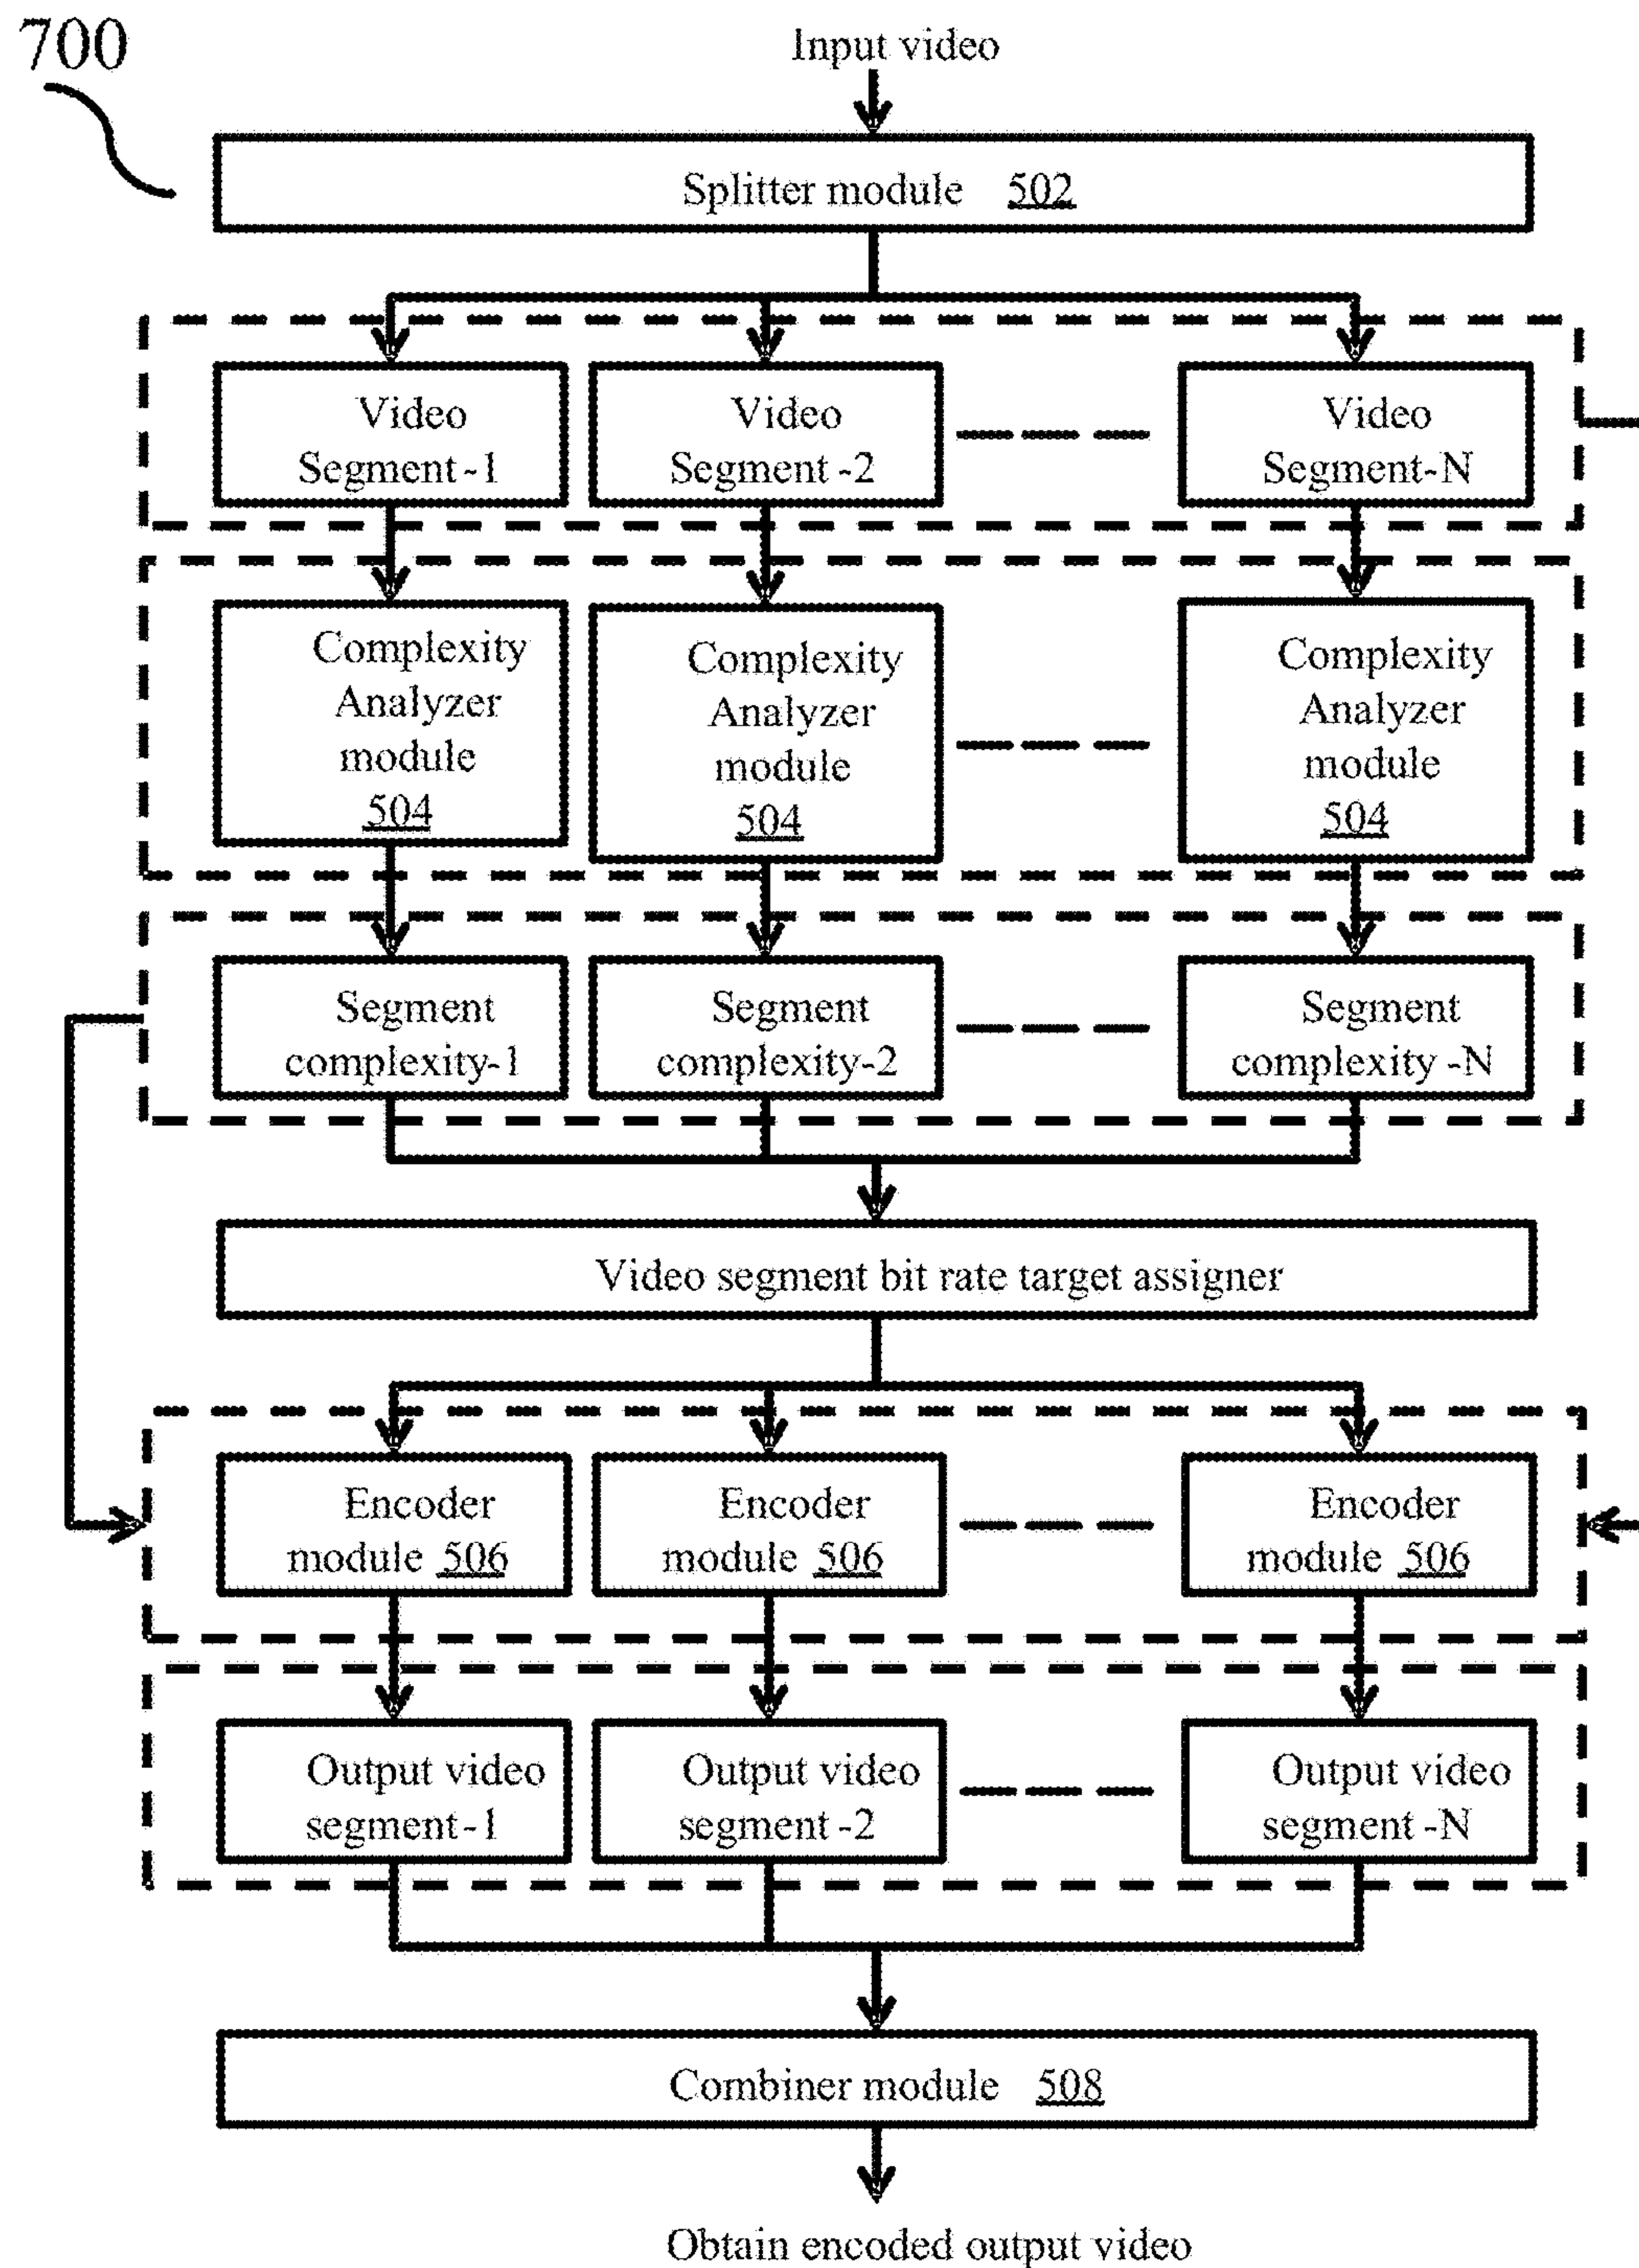 700
Input video
Splitter module 502
Video
Segment-1
Video
Segment-2
Video
Segment-N
Complexity
Analyzer
module
504
Complexity
Analyzer
module
504
Complexity
Analyzer
module
504
Segment
complexity-1
Segment
complexity-2
Segment
complexity-N
Video segment bit rate target assigner
Encoder
module 506
Encoder
module 506
Encoder
module 506
Output video
segment-1
Output video
segment-2
Output video
segment-N
Combiner module 508
Obtain encoded output video